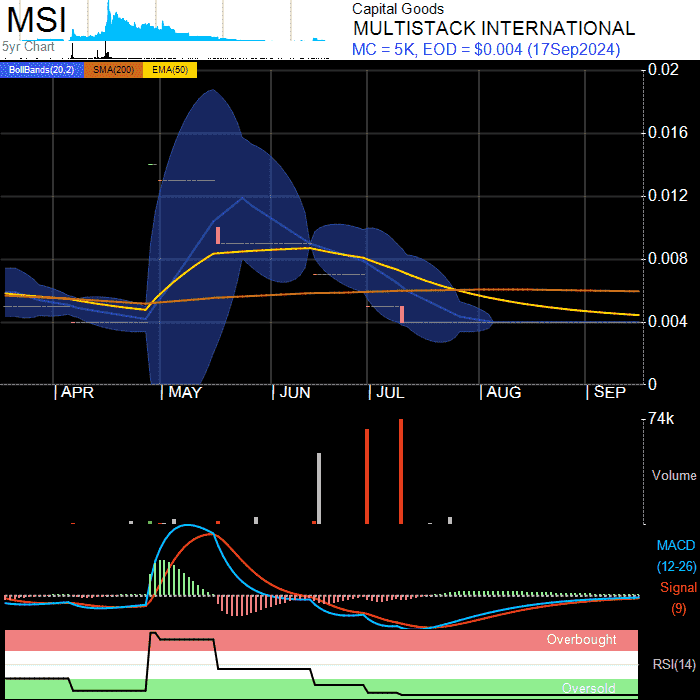 MSI
5yr Chart
Capital Goods
MULTISTACK INTERNATIONAL
MC = 5K, EOD = $0.004 (17Sep2024)
BollBands(20,2) SMA(200) EMA(50)
0.02
0.016
0.012
0.008
0.004
0
APR MAY JUN JUL AUG SEP
74k
Volume
MACD
(12-26)
Signal
(9)
Overbought
RSI(14)
Oversold